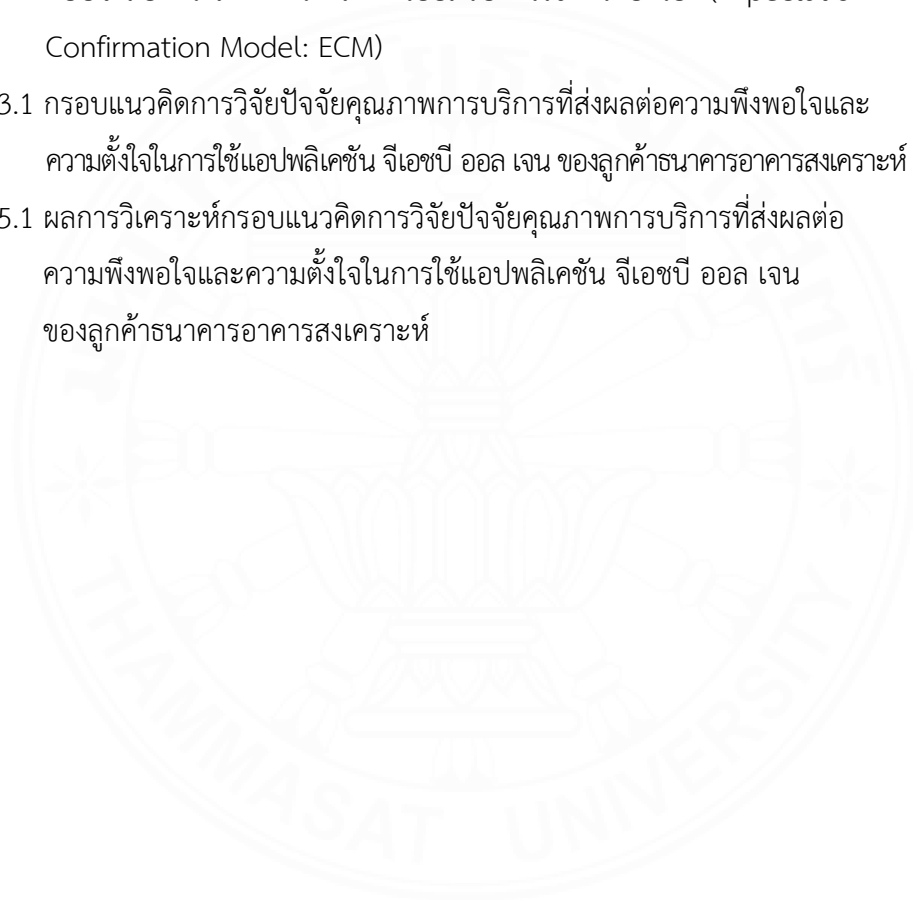 Confirmation Model: ECM)
3.1 กรอบแนวคิดการวิจัยปัจจัยคุณภาพการบริการที่ส่งผลต่อความพึงพอใจและ
ความตั้งใจในการใช้แอปพลิเคชัน จีเอชบี ออล เจน ของลูกค้าธนาคารอาคารสงเคราะห์
5.1 ผลการวิเคราะห์กรอบแนวคิดการวิจัยปัจจัยคุณภาพการบริการที่ส่งผลต่อ
ความพึงพอใจและความตั้งใจในการใช้แอปพลิเคชัน จีเอชบี ออล เจน
ของลูกค้าธนาคารอาคารสงเคราะห์
THAMMASAT UNIVERSITY